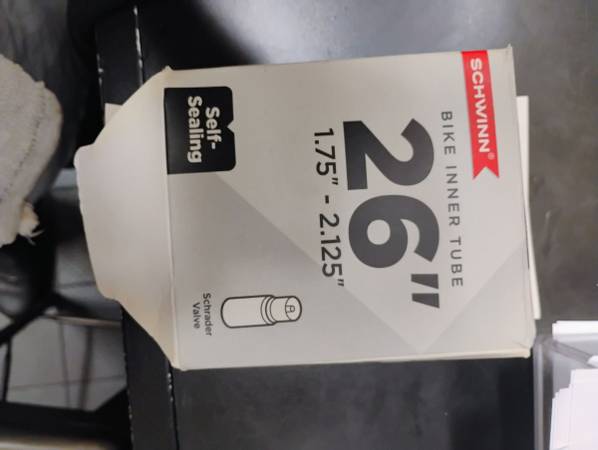 SCHWINN®
BIKE INNER TUBE
26"
1.75" - 2.125"
Self-
Sealing
Schrader
Valve